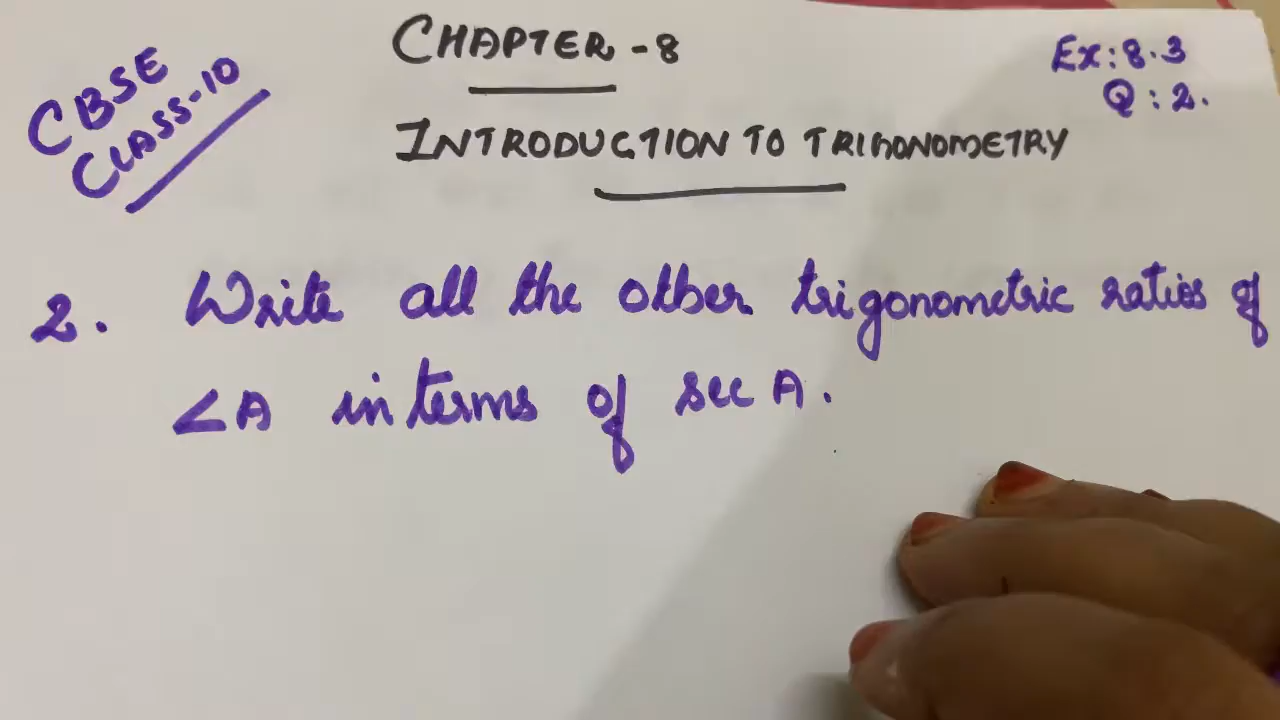 CBSE
CLASS-10
CHAPTER - 8
INTRODUCTION TO TRIGONOMETRY
Ex: 8.3
Q: 2.
2. Write all the other trigonometric ratios of
∠A in terms of sec A.